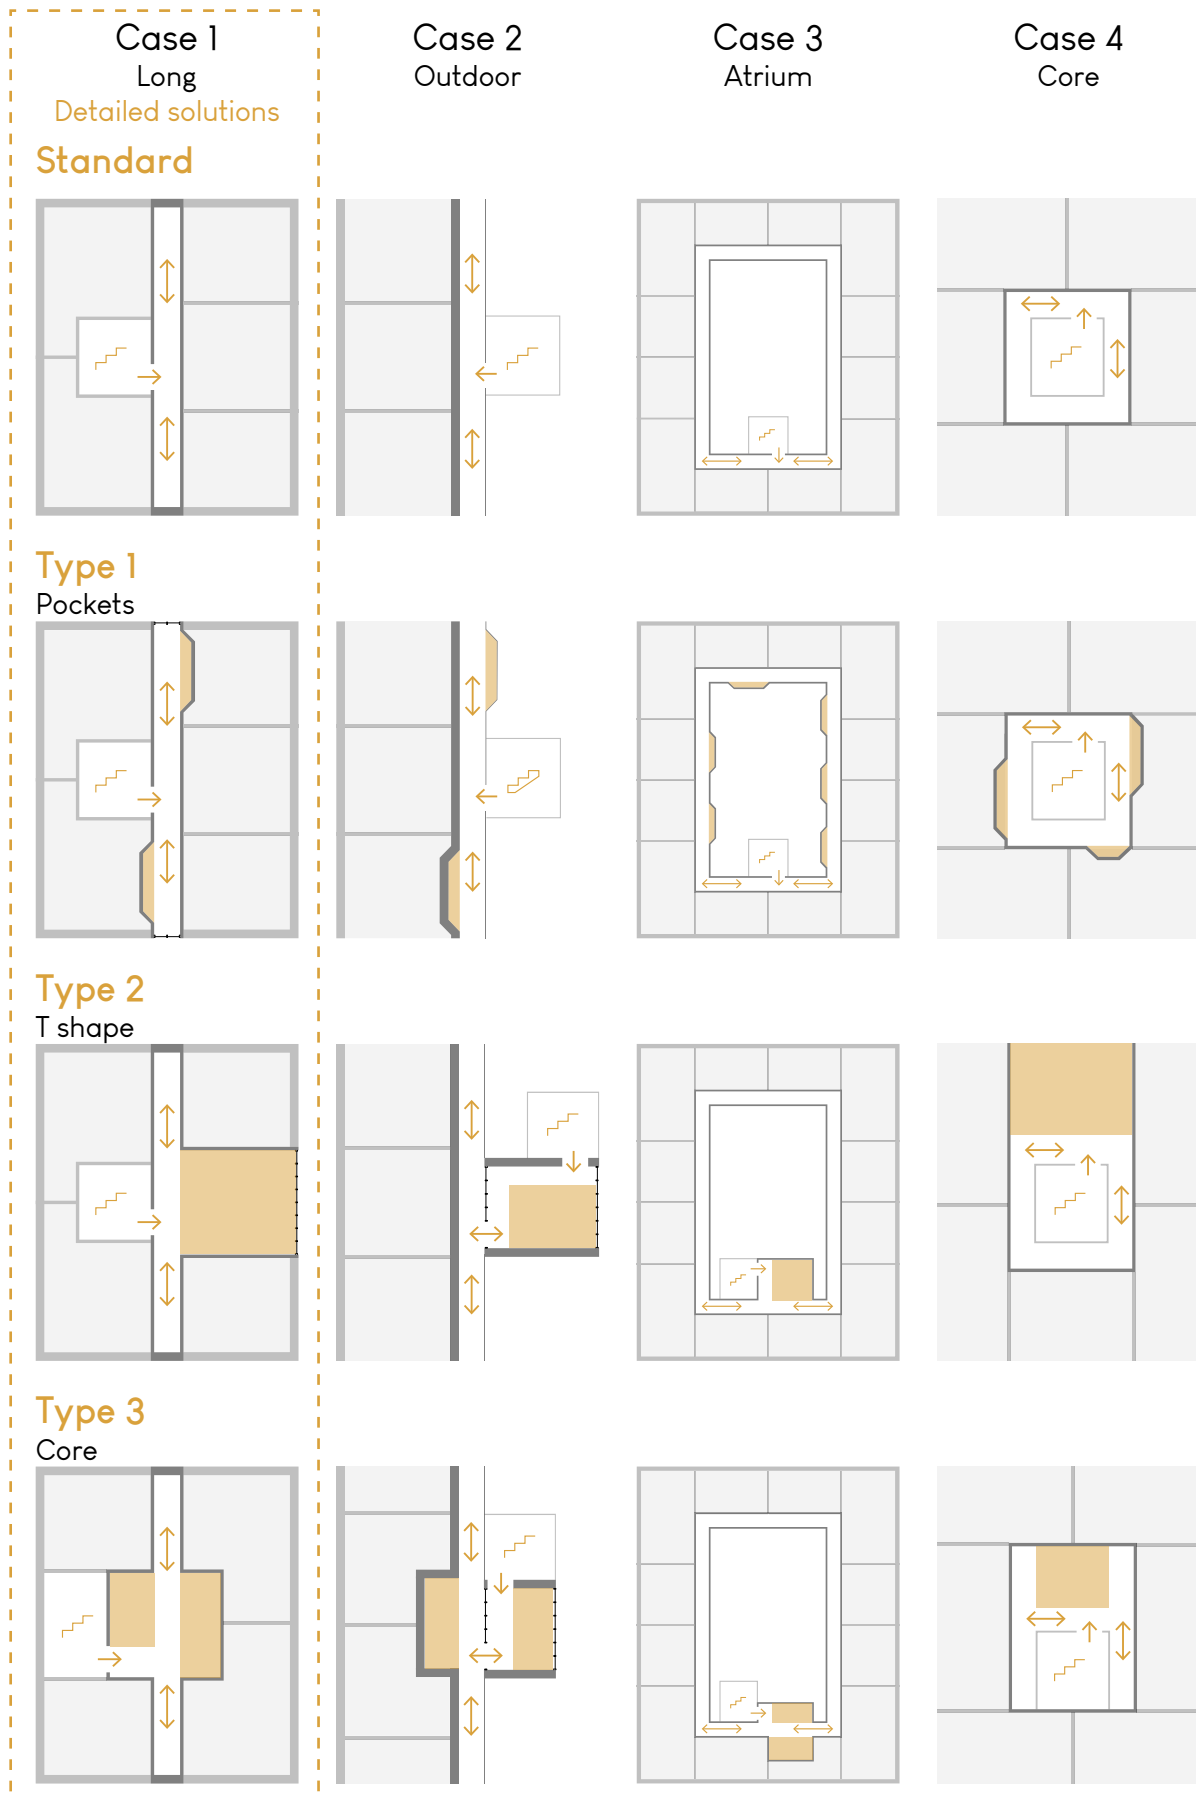 Case 1
Long
Detailed solutions
Case 2
Outdoor
Case 3
Atrium
Case 4
Core
Standard
Type 1
Pockets
Type 2
T shape
Type 3
Core